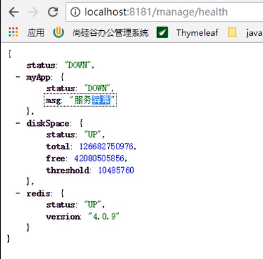 localhost:8181/manage/health
应用 尚硅谷办公管理系统 Thymeleaf
{
status: "DOWN",
- myApp: {
status: "DOWN",
msg: "服务异常"
},
- diskSpace: {
status: "UP",
total: 126682750976,
free: 42080505856,
threshold: 10485760
},
- redis: {
status: "UP",
version: "4.0.9"
}
}